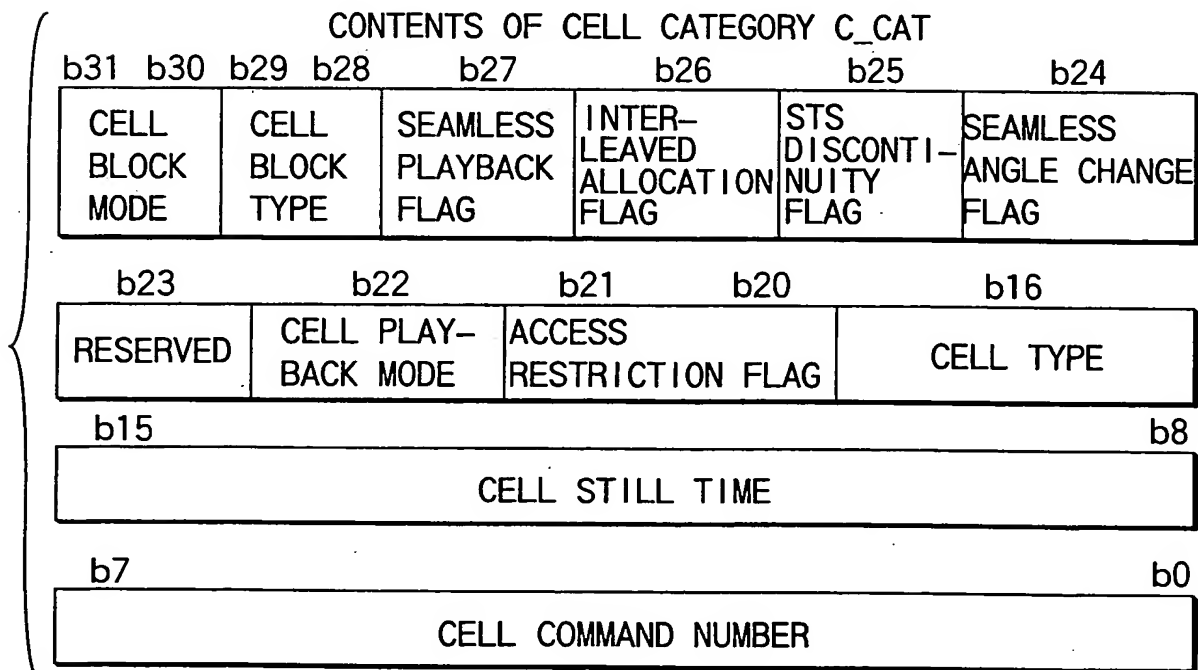 CONTENTS OF CELL CATEGORY C_CAT
b31 b30 b29 b28 b27 b26 b25 b24
CELL
BLOCK
MODE
CELL
BLOCK
TYPE
SEAMLESS
PLAYBACK
FLAG
INTER–
LEAVED
ALLOCATION
FLAG
STS
DISCONTI–
NUITY
FLAG
SEAMLESS
ANGLE CHANGE
FLAG
b23 b22 b21 b20 b16
RESERVED
CELL PLAY–
BACK MODE
ACCESS
RESTRICTION FLAG
CELL TYPE
b15 b8
CELL STILL TIME
b7 b0
CELL COMMAND NUMBER